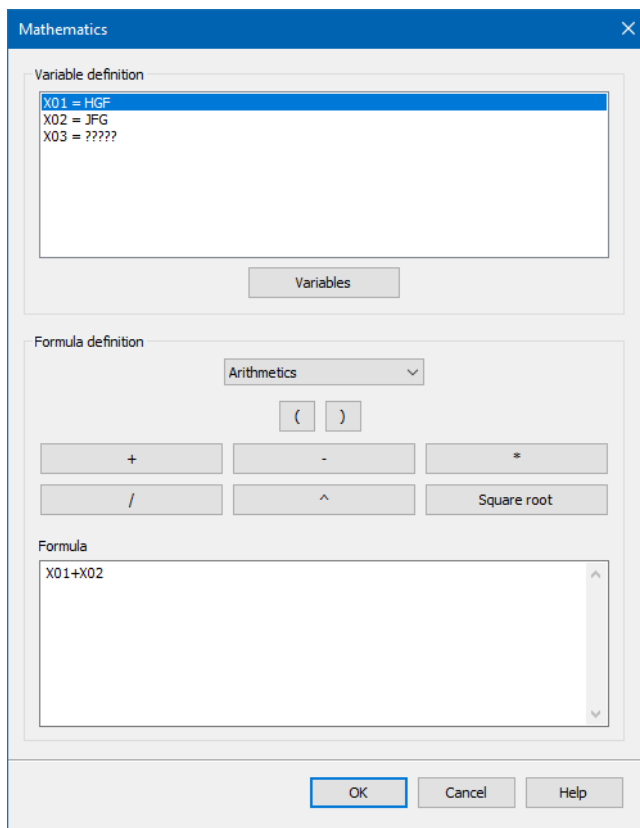 Mathematics
Variable definition
X01 = HGF
X02 = JFG
X03 = ?????
Variables
Formula definition
Arithmetics
( )
+ - *
/ ^ Square root
Formula
X01+X02
OK Cancel Help